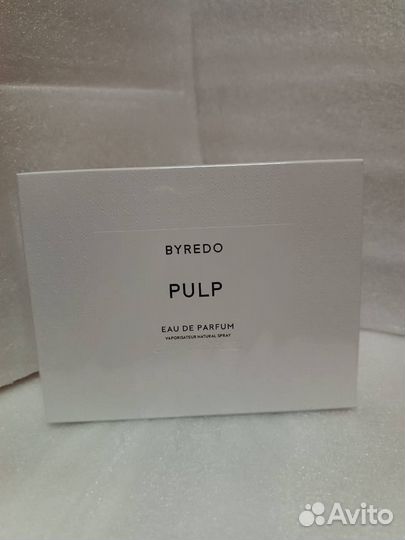 BYREDO
PULP
EAU DE PARFUM
VAPORISATEUR NATURAL SPRAY
Avito